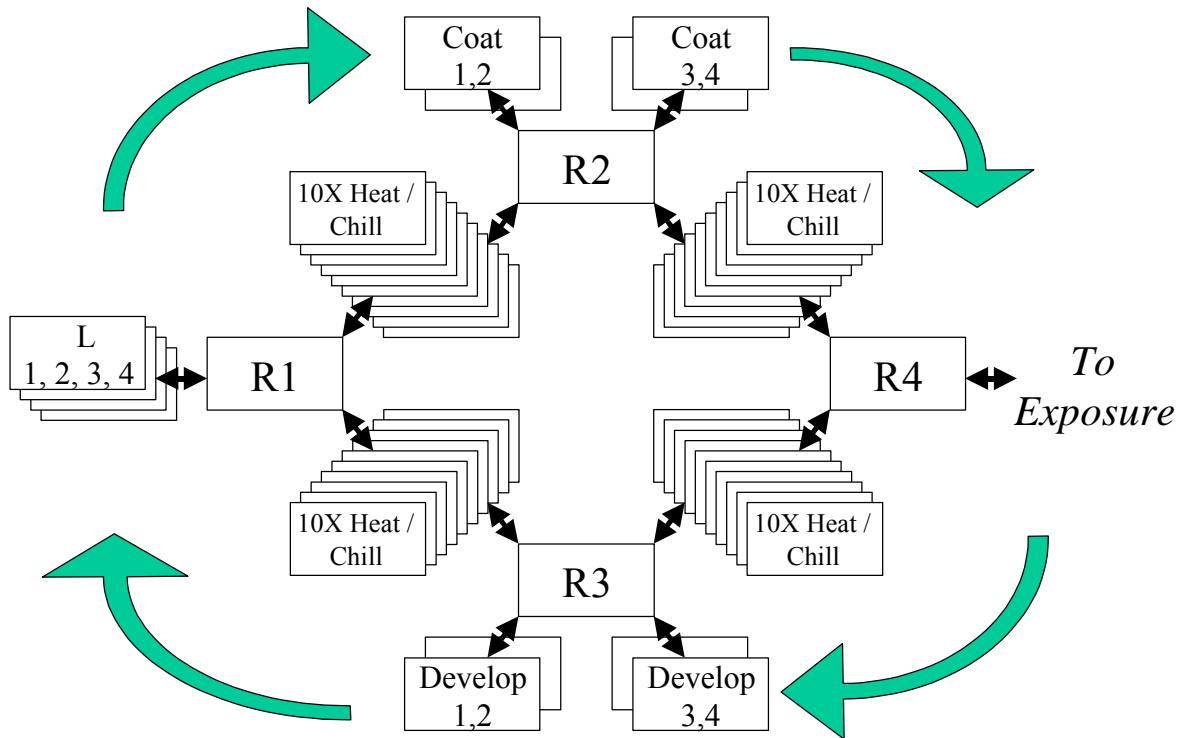 Coat
1,2
Coat
3,4
R2
10X Heat /
Chill
10X Heat /
Chill
L
1, 2, 3, 4
R1
R4
To
Exposure
10X Heat /
Chill
10X Heat /
Chill
R3
Develop
1,2
Develop
3,4